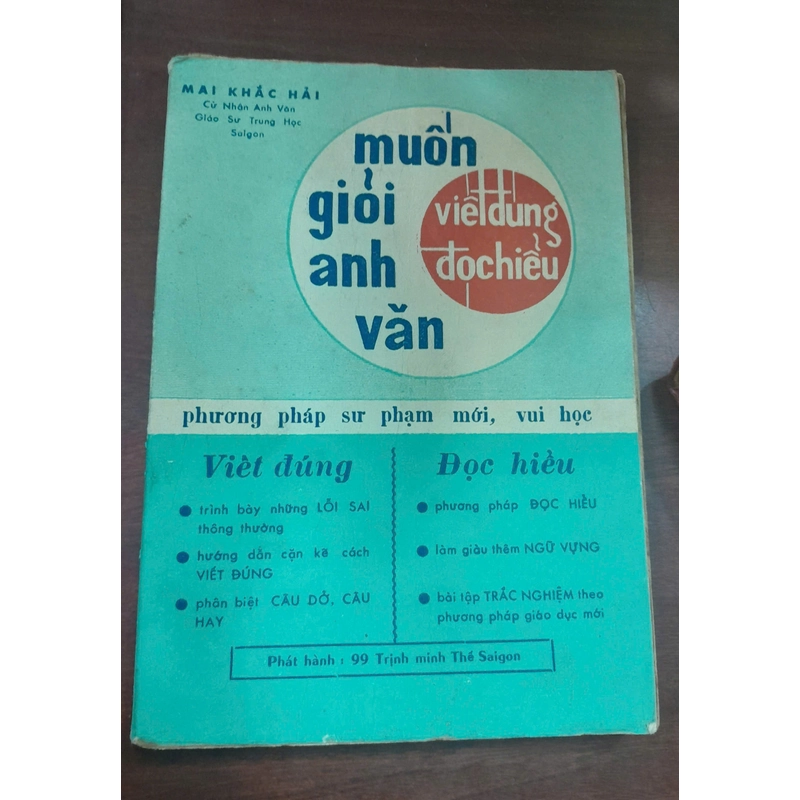 MAI KHẮC HẢI
Cử Nhân Anh Văn
Giáo Sư Trung Học
Saigon
muốn
giỏi
anh
văn
viết đúng
đọc hiểu
phương pháp sư phạm mới, vui học
Viết đúng
trình bày những LỖI SAI
thông thường
hướng dẫn cặn kẽ cách
VIẾT ĐÚNG
phân biệt CÂU DỞ, CÂU
HAY
Đọc hiểu
phương pháp ĐỌC HIỂU
làm giàu thêm NGỮ VỰNG
bài tập TRẮC NGHIỆM theo
phương pháp giáo dục mới
Phát hành : 99 Trịnh minh Thế Saigon